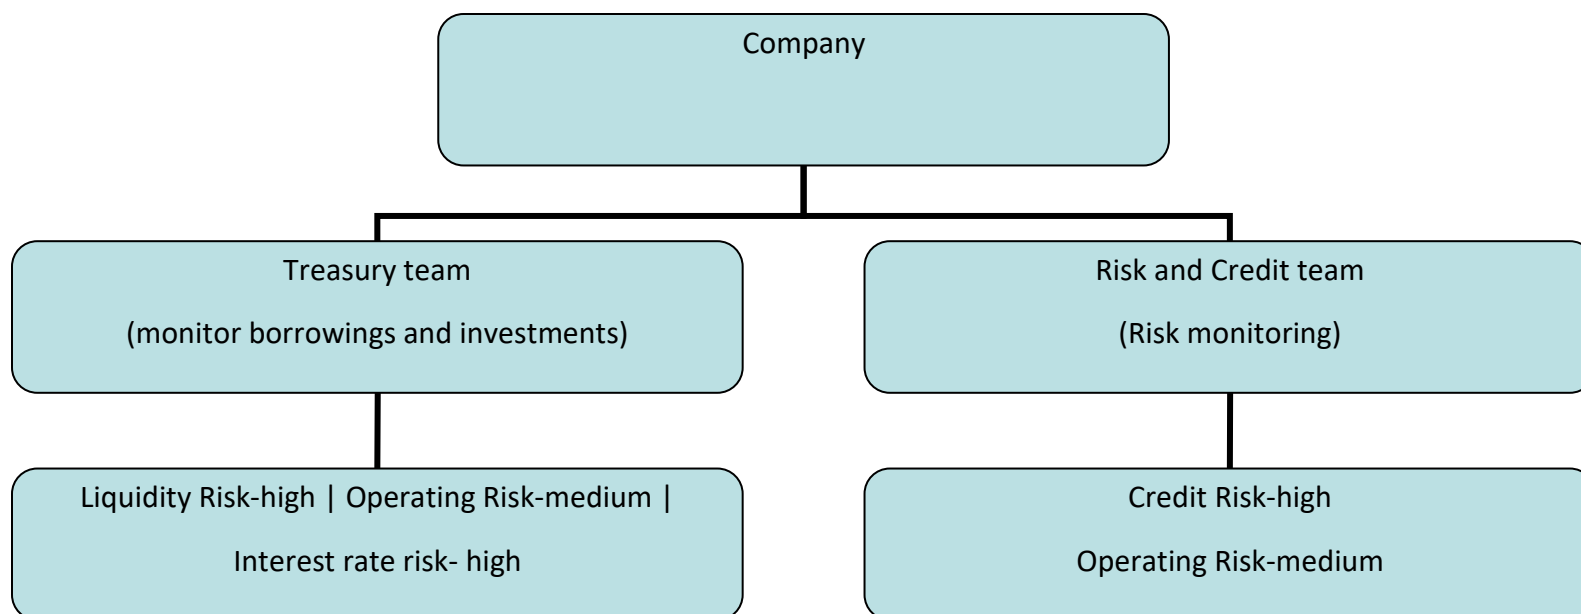 Company
Treasury team
(monitor borrowings and investments)
Risk and Credit team
(Risk monitoring)
Liquidity Risk-high | Operating Risk-medium |
Interest rate risk- high
Credit Risk-high
Operating Risk-medium